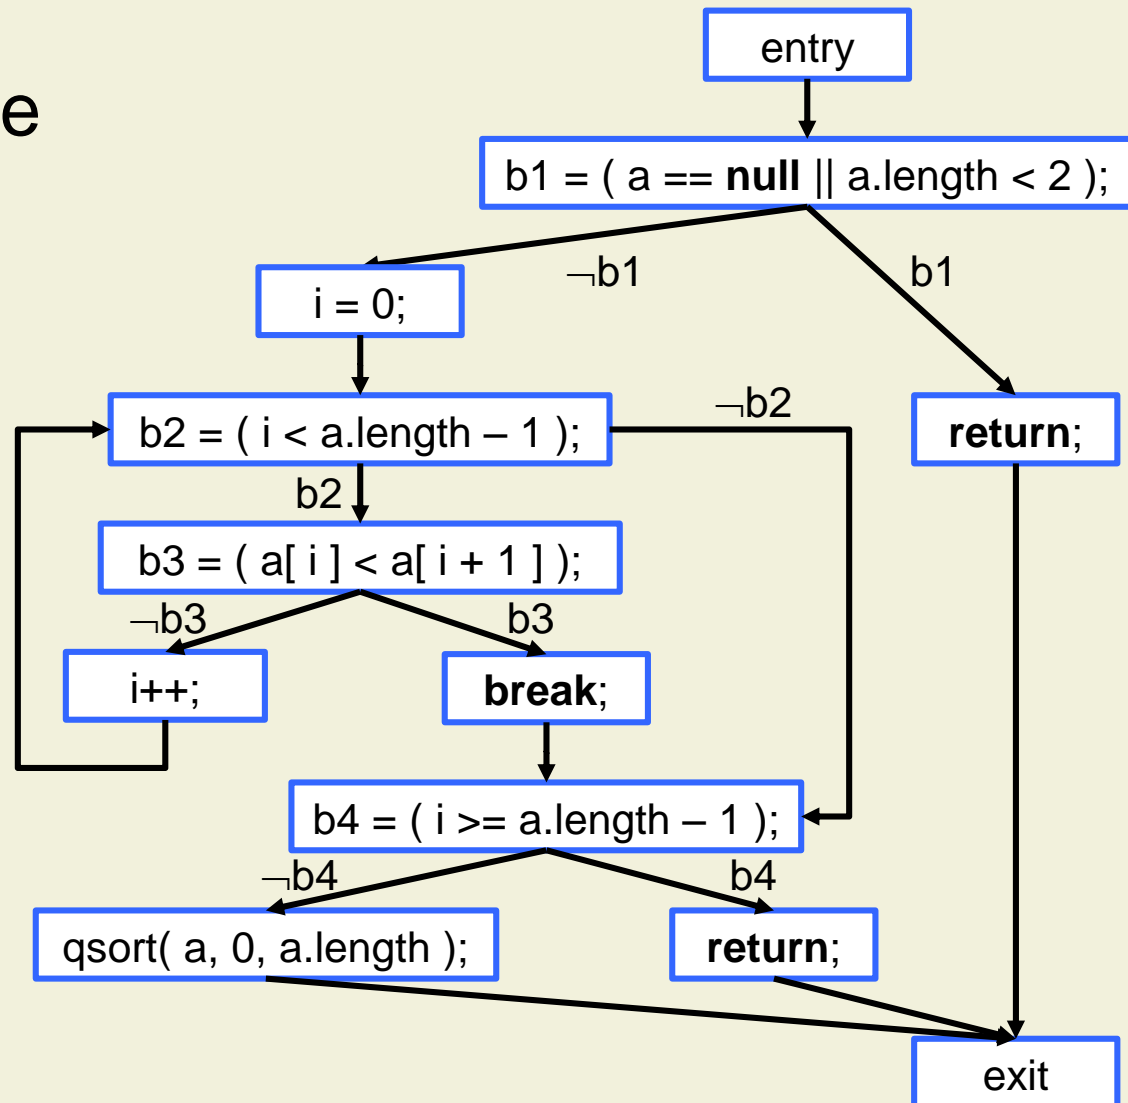 entry
e
b1 = ( a == null || a.length < 2 );
¬b1
b1
i = 0;
¬b2
b2 = ( i < a.length – 1 );
return;
b2
b3 = ( a[ i ] < a[ i + 1 ] );
¬b3
b3
i++;
break;
b4 = ( i >= a.length – 1 );
¬b4
b4
qsort( a, 0, a.length );
return;
exit